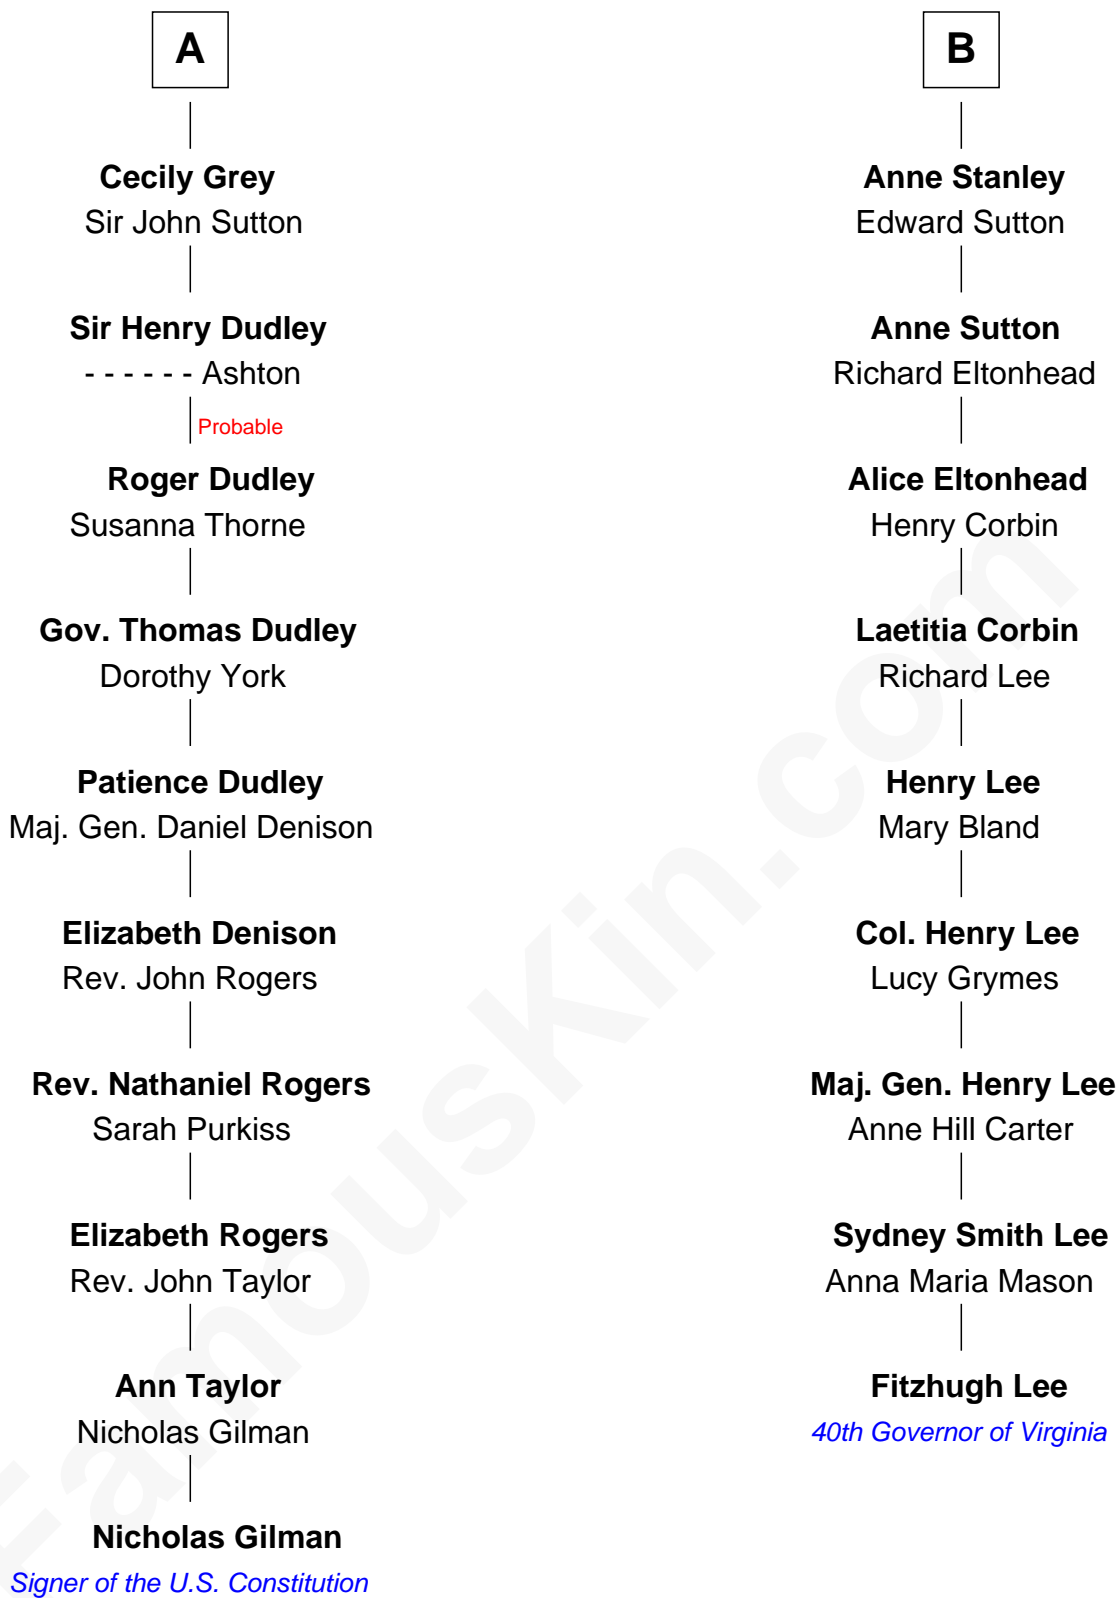 A
Cecily Grey
Sir John Sutton
Sir Henry Dudley
- - - - - - Ashton
Probable
Roger Dudley
Susanna Thorne
Gov. Thomas Dudley
Dorothy York
Patience Dudley
Maj. Gen. Daniel Denison
Elizabeth Denison
Rev. John Rogers
Rev. Nathaniel Rogers
Sarah Purkiss
Elizabeth Rogers
Rev. John Taylor
Ann Taylor
Nicholas Gilman
Nicholas Gilman
Signer of the U.S. Constitution
B
Anne Stanley
Edward Sutton
Anne Sutton
Richard Eltonhead
Alice Eltonhead
Henry Corbin
Laetitia Corbin
Richard Lee
Henry Lee
Mary Bland
Col. Henry Lee
Lucy Grymes
Maj. Gen. Henry Lee
Anne Hill Carter
Sydney Smith Lee
Anna Maria Mason
Fitzhugh Lee
40th Governor of Virginia
FamousKin.com